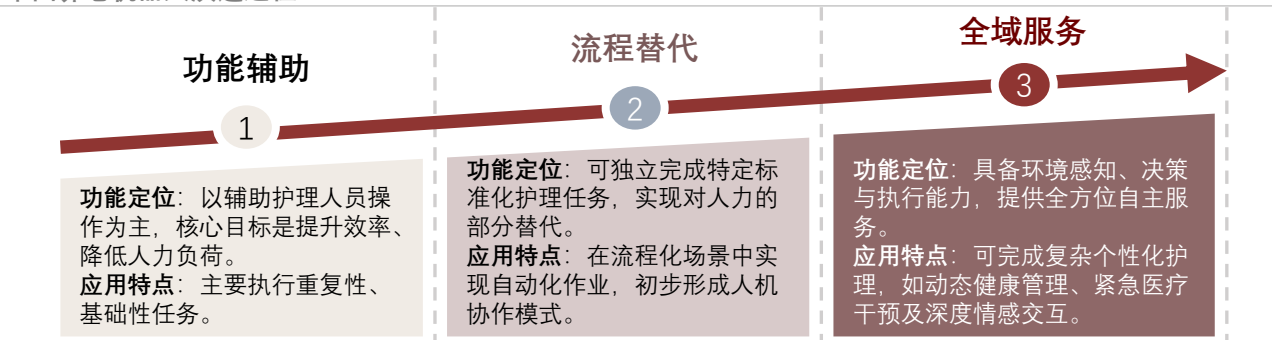 功能辅助
1
功能定位：以辅助护理人员操
作为主，核心目标是提升效率、
降低人力负荷。
应用特点：主要执行重复性、
基础性任务。
流程替代
2
功能定位：可独立完成特定标
准化护理任务，实现对人力的
部分替代。
应用特点：在流程化场景中实
现自动化作业，初步形成人机
协作模式。
全域服务
3
功能定位：具备环境感知、决策
与执行能力，提供全方位自主服
务。
应用特点：可完成复杂个性化护
理，如动态健康管理、紧急医疗
干预及深度情感交互。